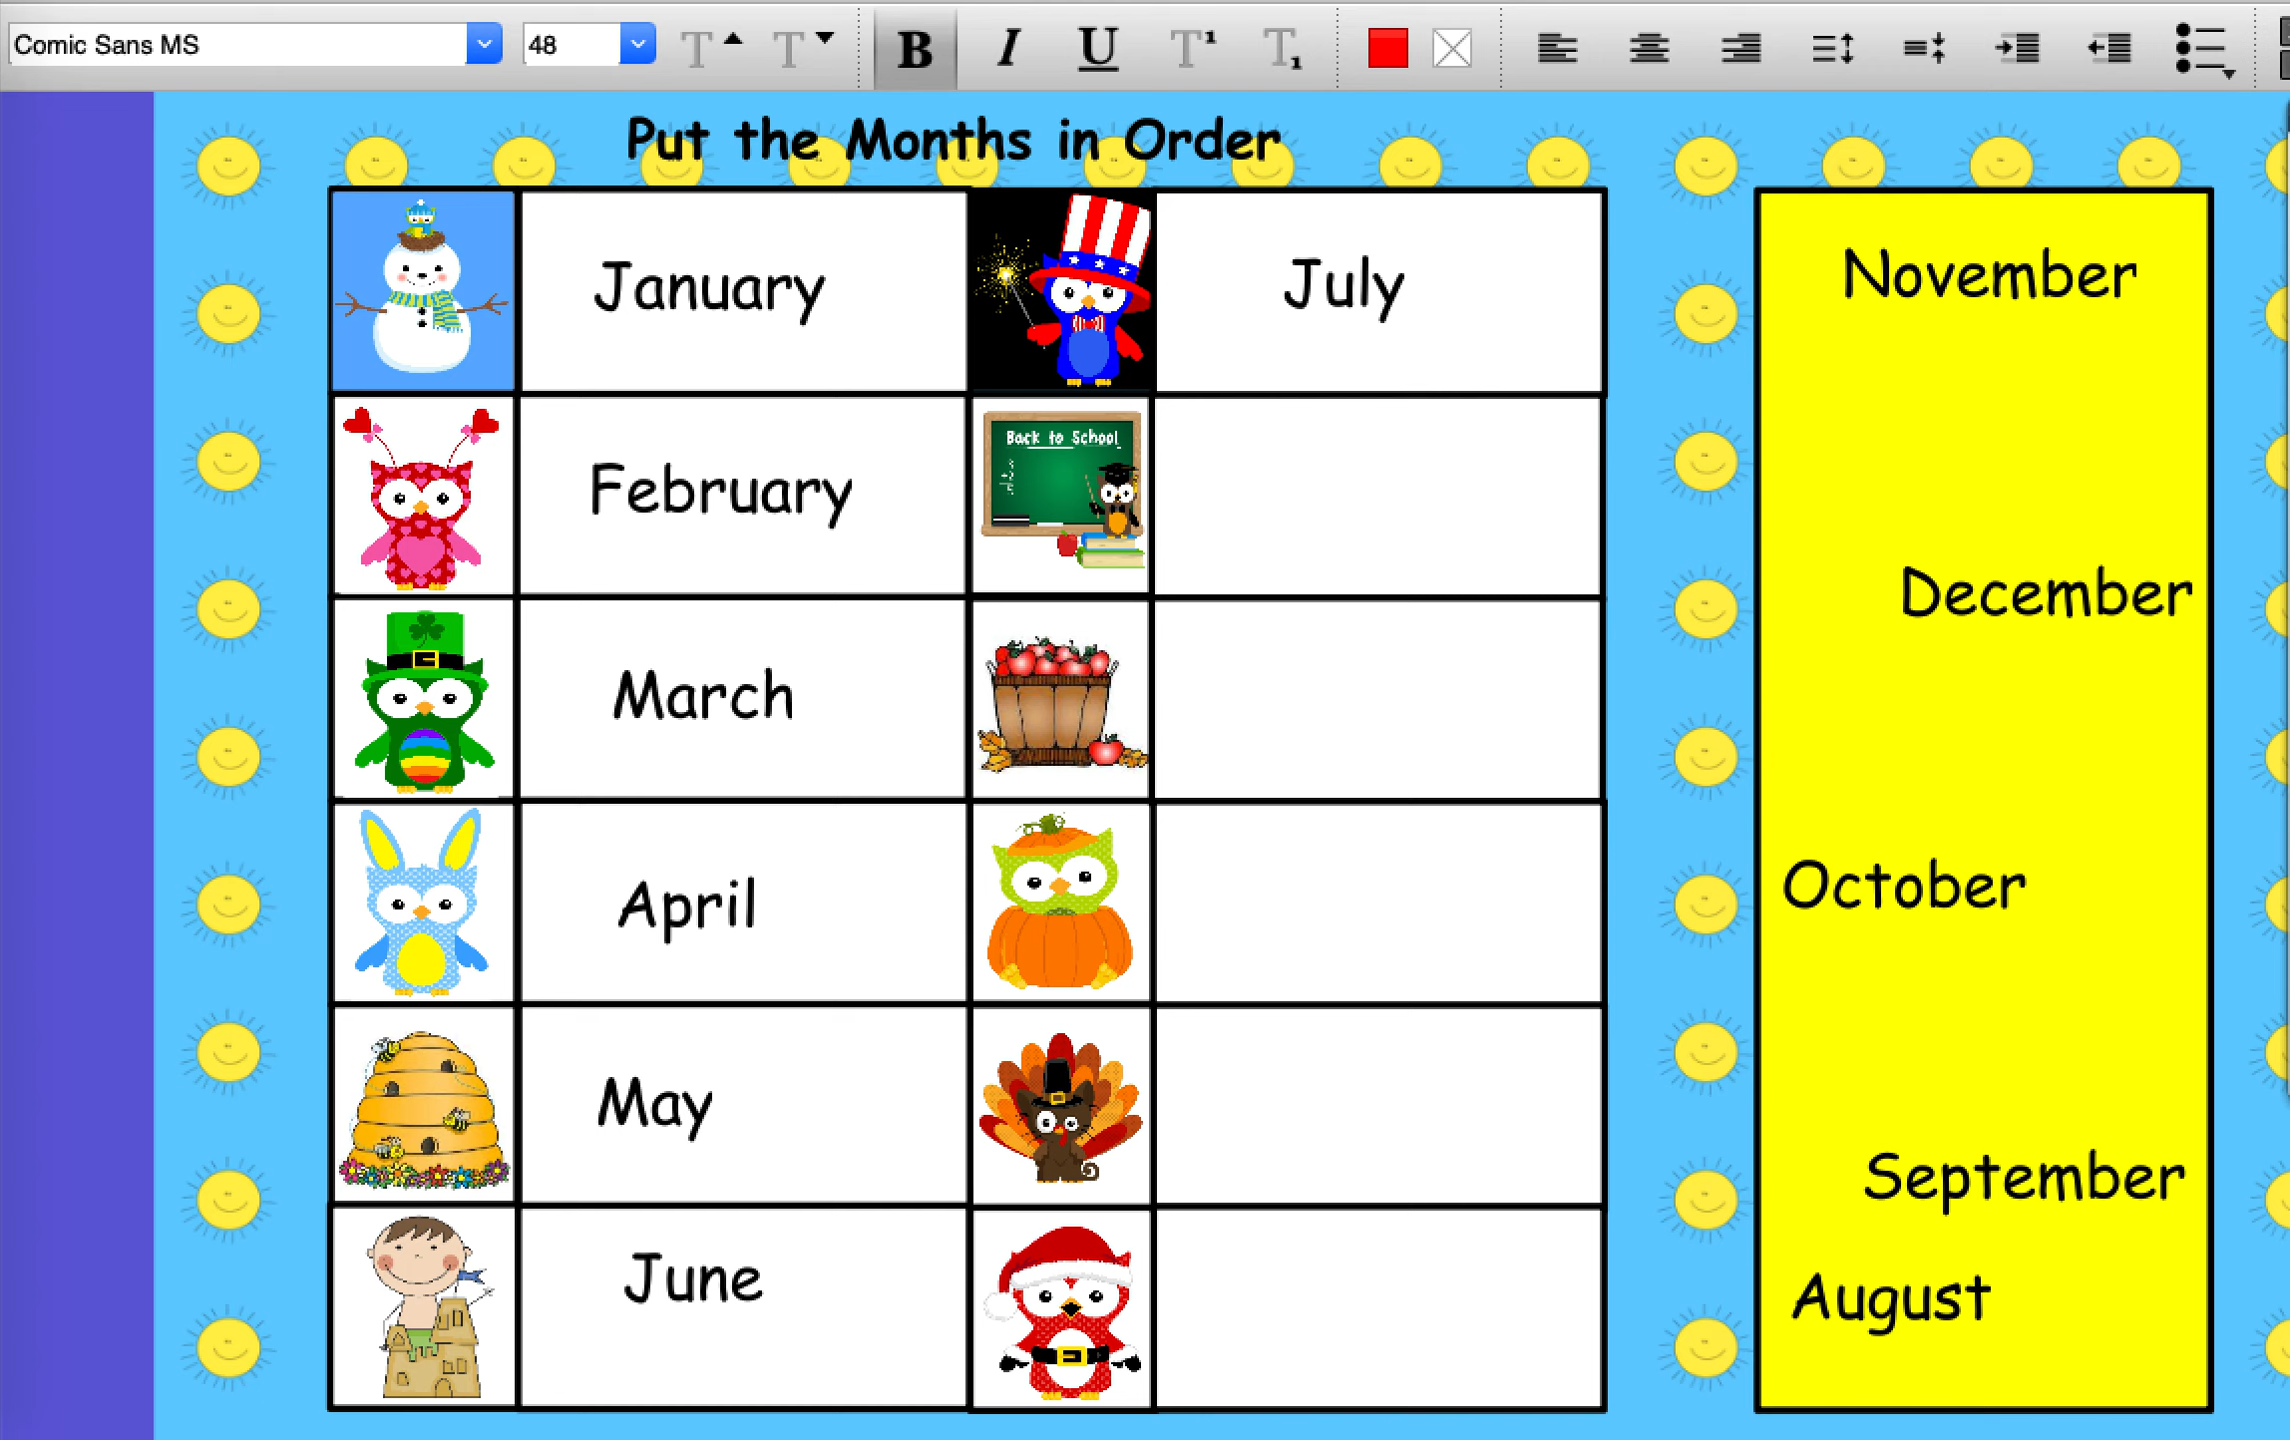 Comic Sans MS
48
Put the Months in Order
January
July
November
February
Back to School
December
March
April
October
May
September
June
August